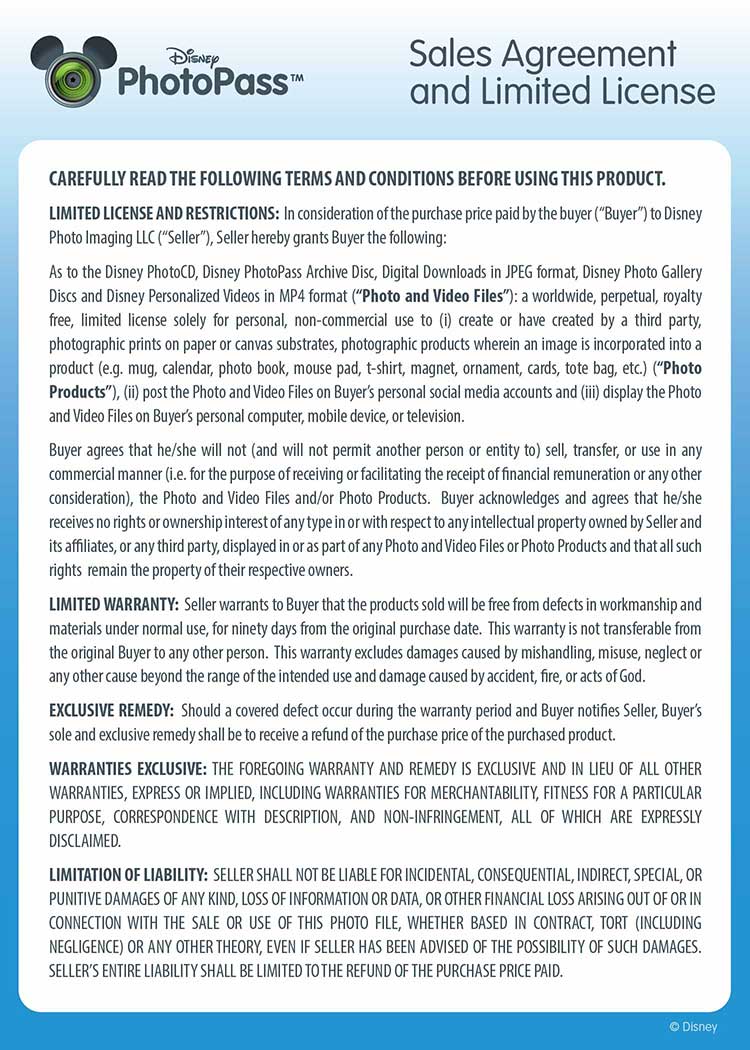 Disney
PhotoPass™
Sales Agreement
and Limited License
CAREFULLY READ THE FOLLOWING TERMS AND CONDITIONS BEFORE USING THIS PRODUCT.
LIMITED LICENSE AND RESTRICTIONS: In consideration of the purchase price paid by the buyer (“Buyer”) to Disney
Photo Imaging LLC (“Seller”), Seller hereby grants Buyer the following:
As to the Disney PhotoCD, Disney PhotoPass Archive Disc, Digital Downloads in JPEG format, Disney Photo Gallery
Discs and Disney Personalized Videos in MP4 format (“Photo and Video Files”): a worldwide, perpetual, royalty
free, limited license solely for personal, non-commercial use to (i) create or have created by a third party,
photographic prints on paper or canvas substrates, photographic products wherein an image is incorporated into a
product (e.g. mug, calendar, photo book, mouse pad, t-shirt, magnet, ornament, cards, tote bag, etc.) (“Photo
Products”), (ii) post the Photo and Video Files on Buyer’s personal social media accounts and (iii) display the Photo
and Video Files on Buyer’s personal computer, mobile device, or television.
Buyer agrees that he/she will not (and will not permit another person or entity to) sell, transfer, or use in any
commercial manner (i.e. for the purpose of receiving or facilitating the receipt of financial remuneration or any other
consideration), the Photo and Video Files and/or Photo Products. Buyer acknowledges and agrees that he/she
receives no rights or ownership interest of any type in or with respect to any intellectual property owned by Seller and
its affiliates, or any third party, displayed in or as part of any Photo and Video Files or Photo Products and that all such
rights remain the property of their respective owners.
LIMITED WARRANTY: Seller warrants to Buyer that the products sold will be free from defects in workmanship and
materials under normal use, for ninety days from the original purchase date. This warranty is not transferable from
the original Buyer to any other person. This warranty excludes damages caused by mishandling, misuse, neglect or
any other cause beyond the range of the intended use and damage caused by accident, fire, or acts of God.
EXCLUSIVE REMEDY: Should a covered defect occur during the warranty period and Buyer notifies Seller, Buyer’s
sole and exclusive remedy shall be to receive a refund of the purchase price of the purchased product.
WARRANTIES EXCLUSIVE: THE FOREGOING WARRANTY AND REMEDY IS EXCLUSIVE AND IN LIEU OF ALL OTHER
WARRANTIES, EXPRESS OR IMPLIED, INCLUDING WARRANTIES FOR MERCHANTABILITY, FITNESS FOR A PARTICULAR
PURPOSE, CORRESPONDENCE WITH DESCRIPTION, AND NON-INFRINGEMENT, ALL OF WHICH ARE EXPRESSLY
DISCLAIMED.
LIMITATION OF LIABILITY: SELLER SHALL NOT BE LIABLE FOR INCIDENTAL, CONSEQUENTIAL, INDIRECT, SPECIAL, OR
PUNITIVE DAMAGES OF ANY KIND, LOSS OF INFORMATION OR DATA, OR OTHER FINANCIAL LOSS ARISING OUT OF OR IN
CONNECTION WITH THE SALE OR USE OF THIS PHOTO FILE, WHETHER BASED IN CONTRACT, TORT (INCLUDING
NEGLIGENCE) OR ANY OTHER THEORY, EVEN IF SELLER HAS BEEN ADVISED OF THE POSSIBILITY OF SUCH DAMAGES.
SELLER’S ENTIRE LIABILITY SHALL BE LIMITED TO THE REFUND OF THE PURCHASE PRICE PAID.
© Disney